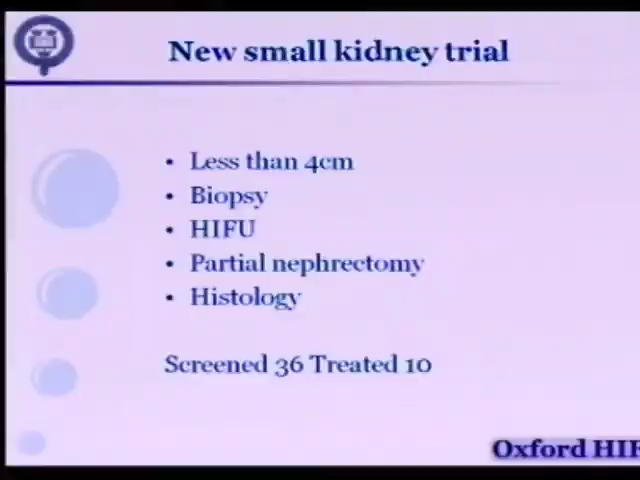 New small kidney trial
• Less than 4cm
• Biopsy
• HIFU
• Partial nephrectomy
• Histology
Screened 36 Treated 10
Oxford HIF